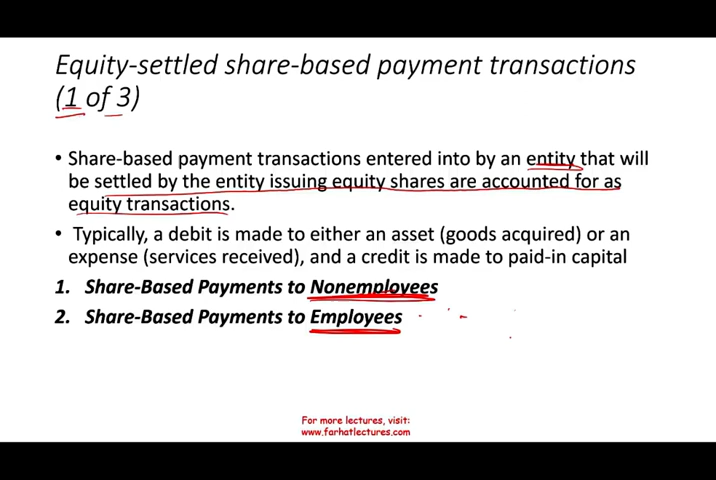 Equity-settled share-based payment transactions
(1 of 3)
• Share-based payment transactions entered into by an entity that will
be settled by the entity issuing equity shares are accounted for as
equity transactions.
• Typically, a debit is made to either an asset (goods acquired) or an
expense (services received), and a credit is made to paid-in capital
1. Share-Based Payments to Nonemployees
2. Share-Based Payments to Employees
For more lectures, visit:
www.farhatlectures.com